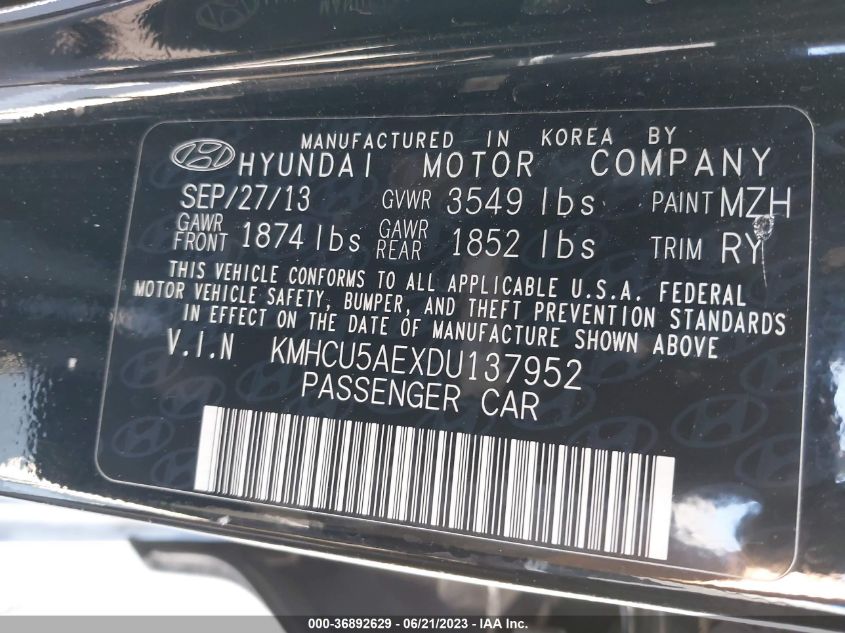 MANUFACTURED IN KOREA BY
HYUNDAI MOTOR COMPANY
SEP/27/13 GVWR 3549 lbs PAINT MZH
GAWR FRONT 1874 lbs GAWR REAR 1852 lbs TRIM RY
THIS VEHICLE CONFORMS TO ALL APPLICABLE U.S.A. FEDERAL
MOTOR VEHICLE SAFETY, BUMPER, AND THEFT PREVENTION STANDARDS
IN EFFECT ON THE DATE OF MANUFACTURE SHOWN ABOVE
V.I.N KMHCU5AEXDU137952
PASSENGER CAR
000-36892629 - 06/21/2023 - IAA Inc.